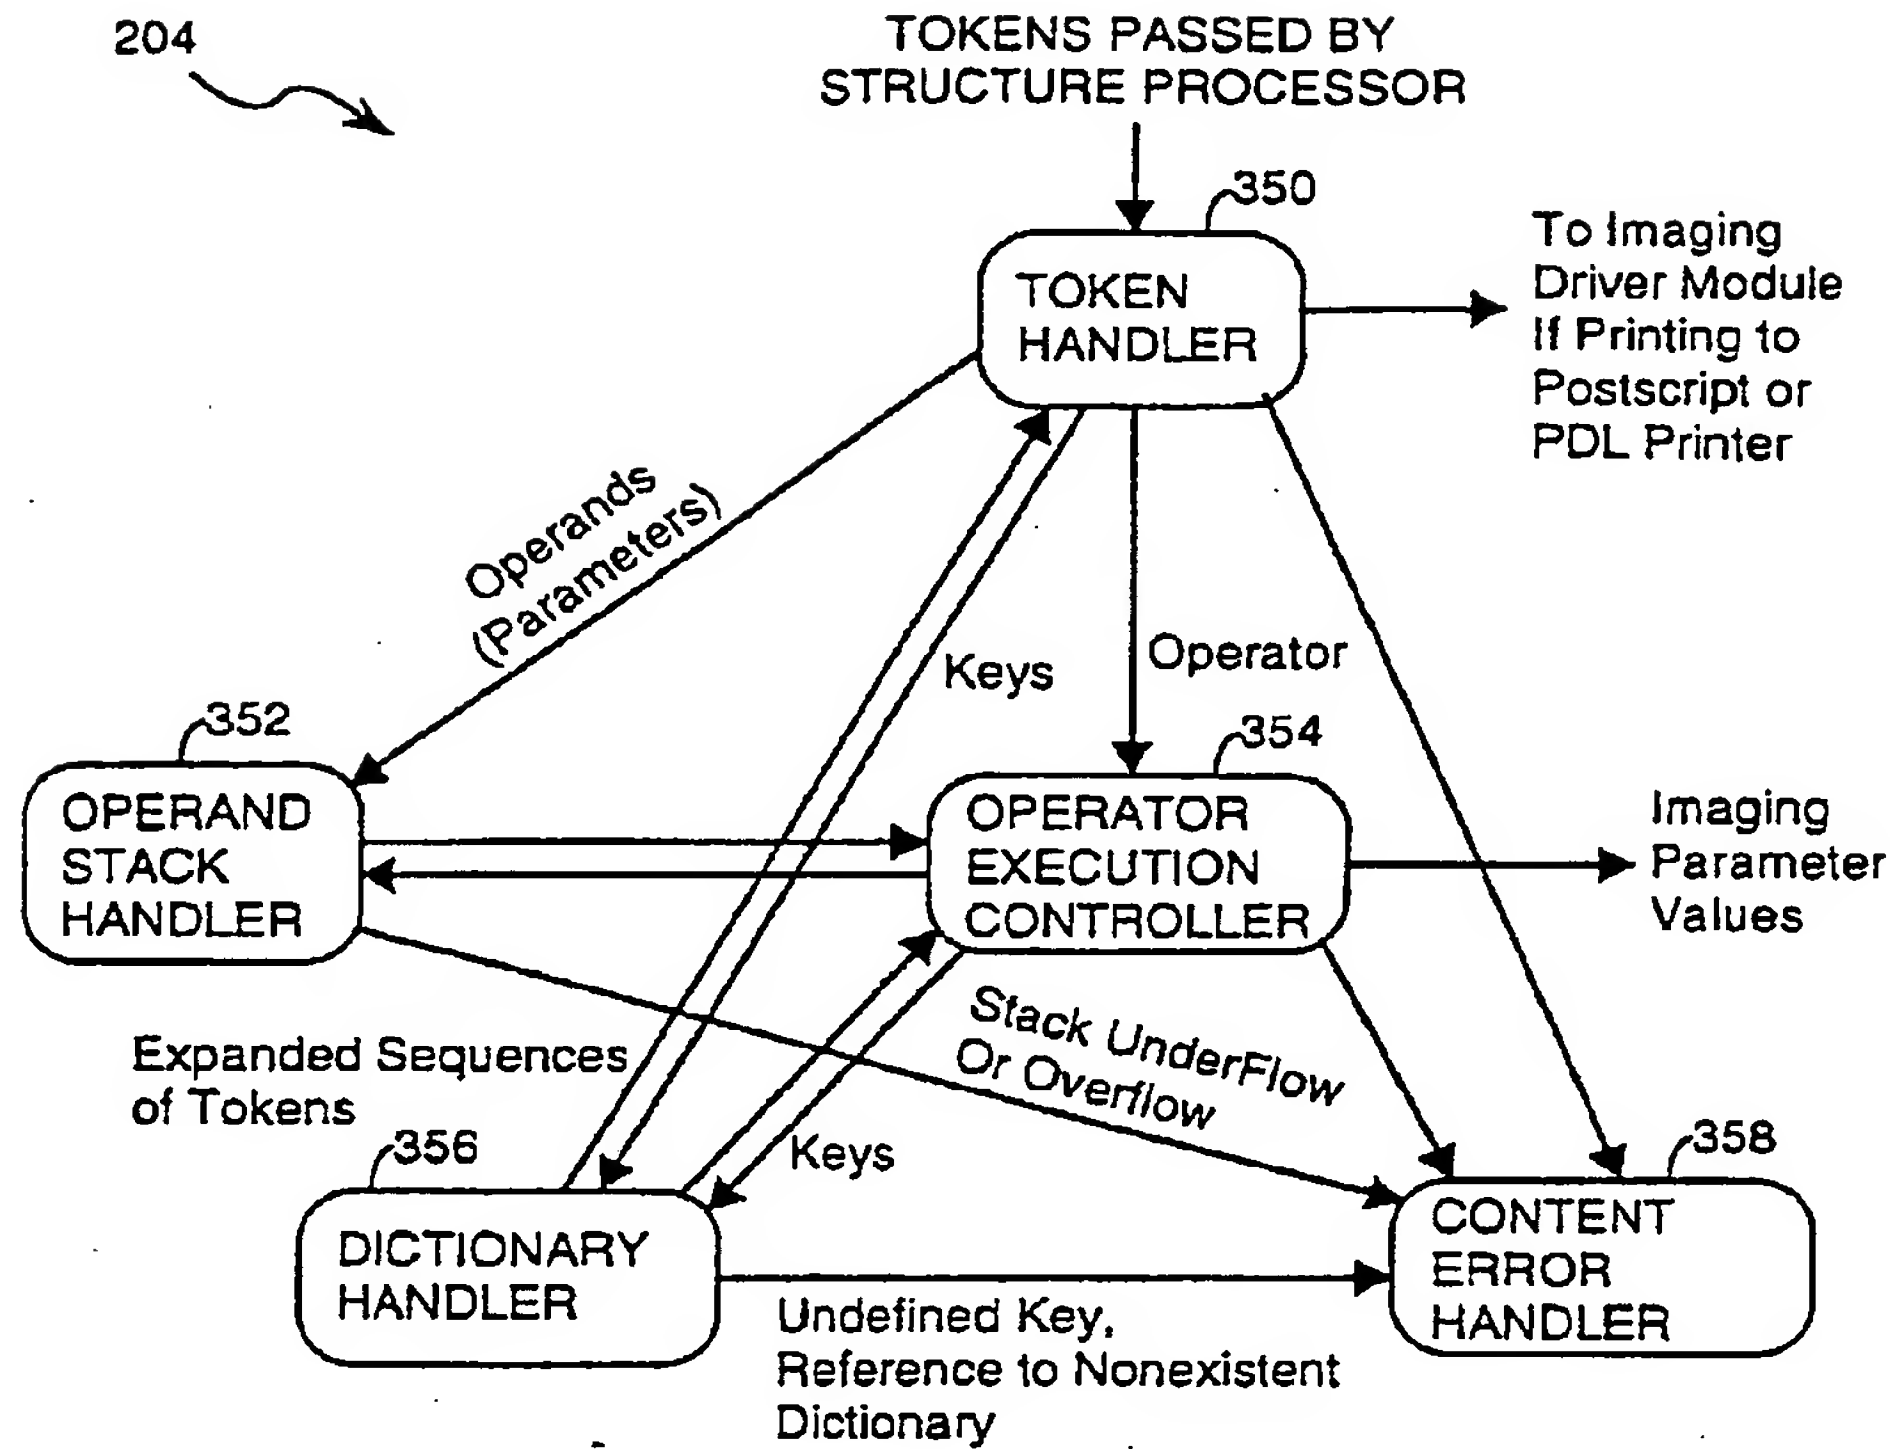 204
TOKENS PASSED BY
STRUCTURE PROCESSOR
350
TOKEN
HANDLER
To Imaging
Driver Module
If Printing to
Postscript or
PDL Printer
Operands
(Parameters)
Keys
Operator
352
OPERAND
STACK
HANDLER
354
OPERATOR
EXECUTION
CONTROLLER
Imaging
Parameter
Values
Expanded Sequences
of Tokens
Stack UnderFlow
Or Overflow
Keys
356
DICTIONARY
HANDLER
358
CONTENT
ERROR
HANDLER
Undefined Key,
Reference to Nonexistent
Dictionary